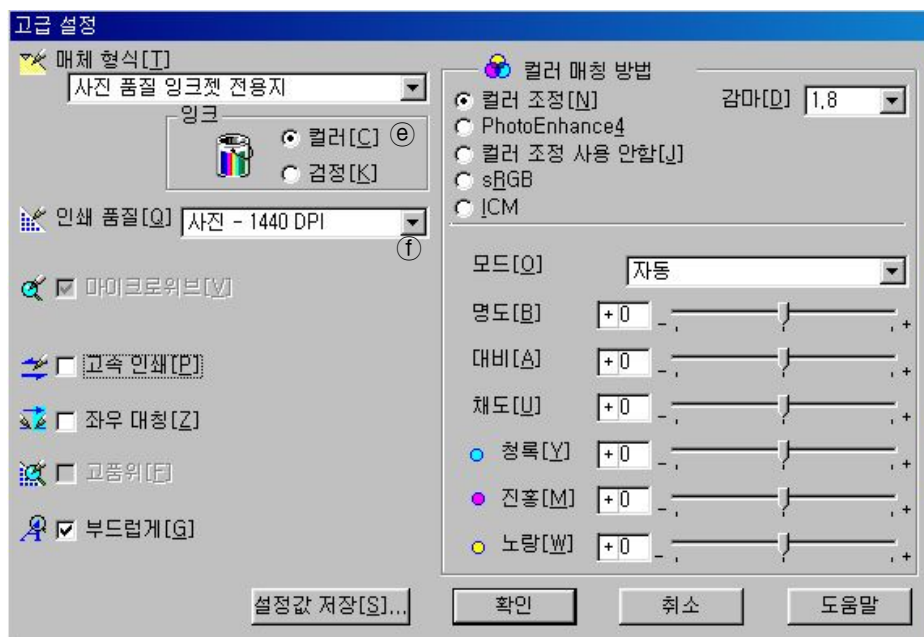 고급 설정
매체 형식[T]
사진 품질 잉크젯 전용지
잉크
컬러[C] ⓔ
검정[K]
인쇄 품질[Q] 사진 - 1440 DPI
ⓕ
마이크로위브[V]
고속 인쇄[P]
좌우 대칭[Z]
고품위[F]
부드럽게[G]
컬러 매칭 방법
컬러 조정[N] 감마[D] 1,8
PhotoEnhance4
컬러 조정 사용 안함[J]
sRGB
ICM
모드[O] 자동
명도[B] +0 - +
대비[A] +0 - +
채도[U] +0 - +
청록[Y] +0 - +
진홍[M] +0 - +
노랑[W] +0 - +
설정값 저장[S]... 확인 취소 도움말